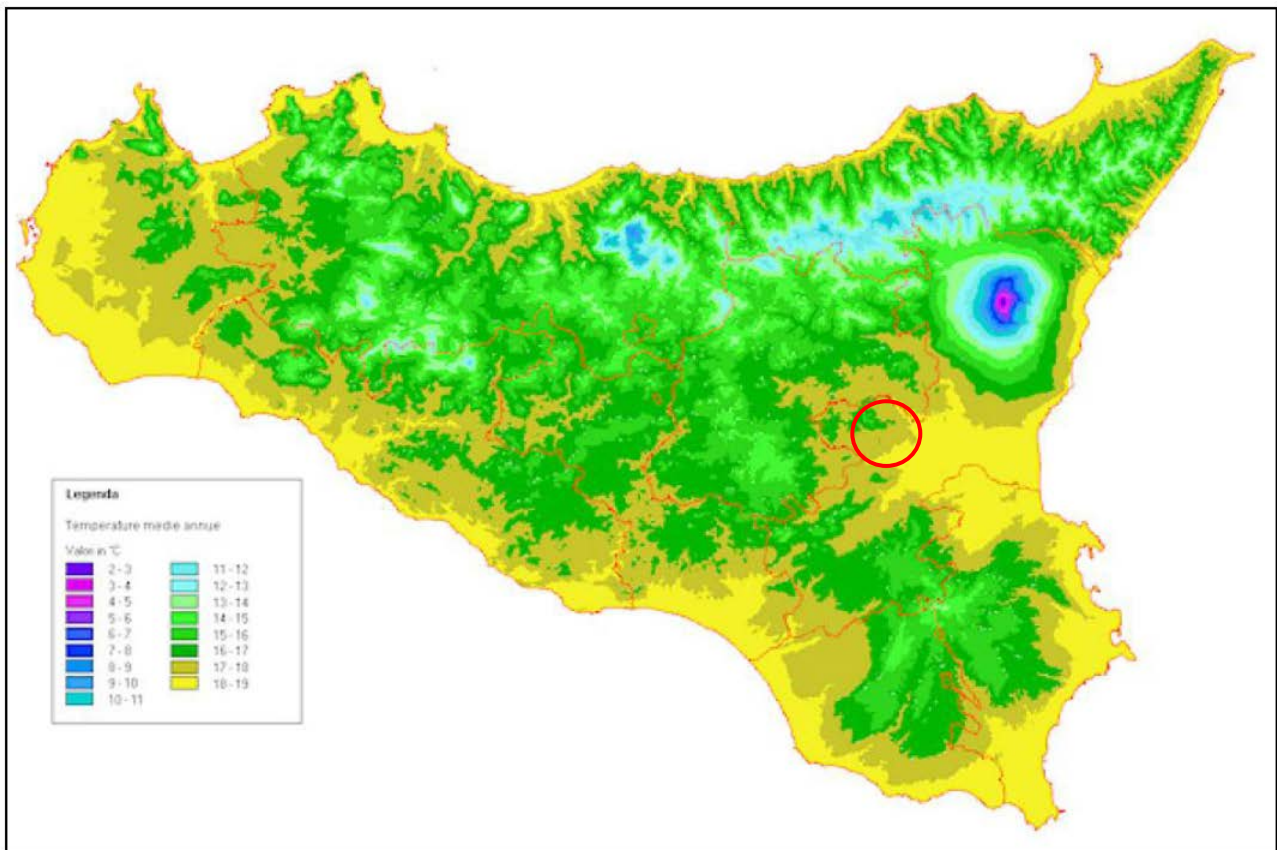 Legenda
Temperature medie annue
Valori in °C
2 - 3
3 - 4
4 - 5
5 - 6
6 - 7
7 - 8
8 - 9
9 - 10
10 - 11
11 - 12
12 - 13
13 - 14
14 - 15
15 - 16
16 - 17
17 - 18
18 - 19